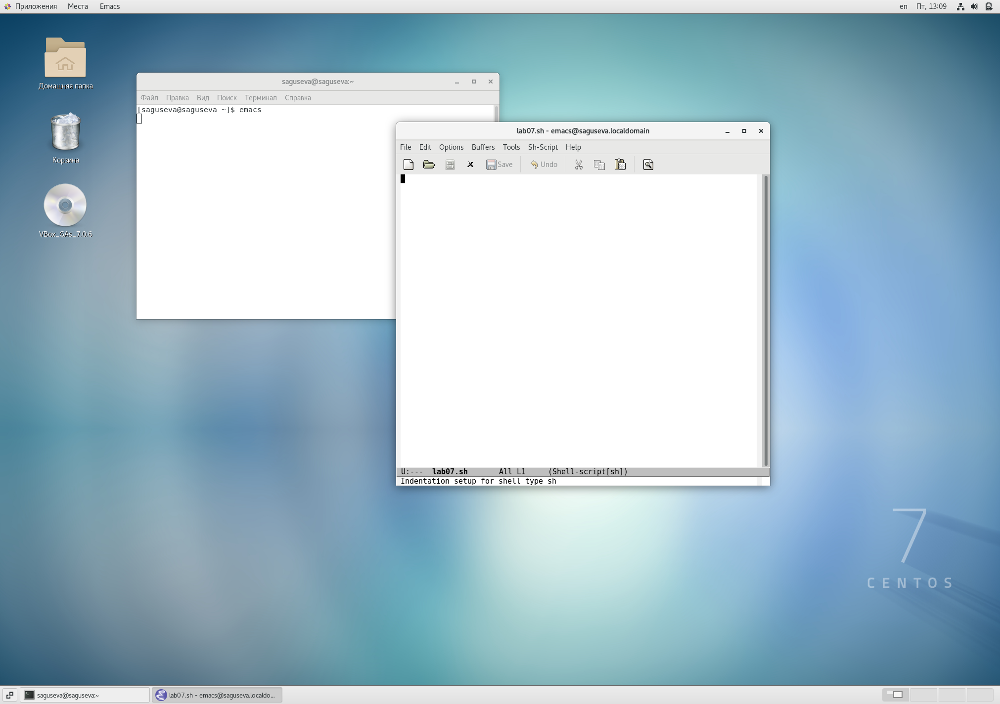 Приложения Места Emacs
en Пт, 13:09
Домашняя папка
Корзина
VBox_GAs_7.0.6
saguseva@saguseva:~
Файл Правка Вид Поиск Терминал Справка
[saguseva@saguseva ~]$ emacs
lab07.sh - emacs@saguseva.localdomain
File Edit Options Buffers Tools Sh-Script Help
Save Undo
U:--- lab07.sh All L1 (Shell-script[sh])
Indentation setup for shell type sh
7
CENTOS
saguseva@saguseva:~
lab07.sh - emacs@saguseva.localdo...